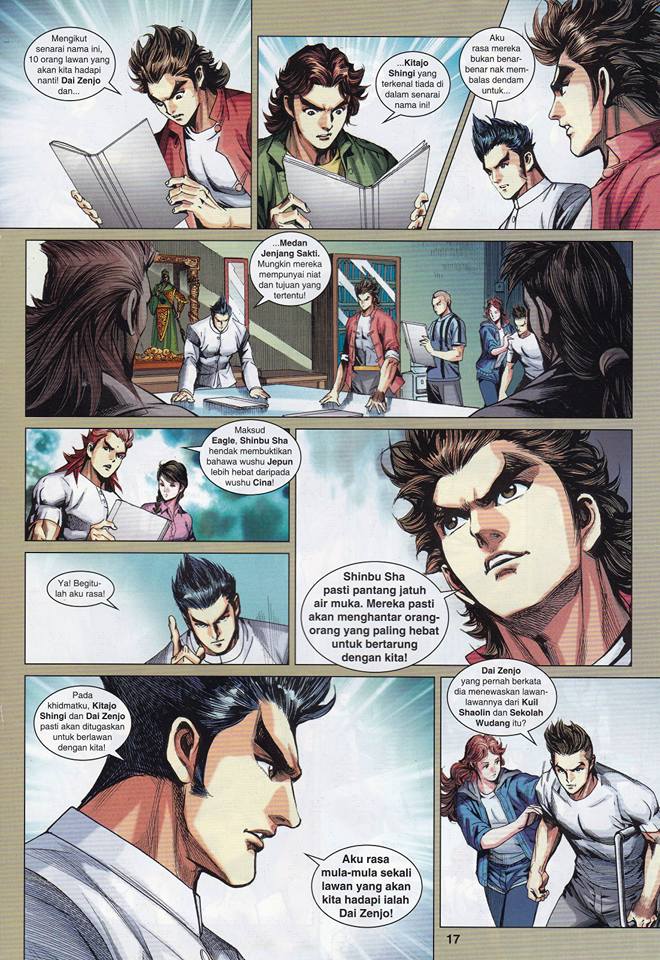 Mengikut
senarai nama ini,
10 orang lawan yang
akan kita hadapi
nanti! Dai Zenjo
dan...
...Kitajo
Shingi yang
terkenal tiada di
dalam senarai
nama ini!
Aku
rasa mereka
bukan benar-
benar nak mem-
balas dendam
untuk...
...Medan
Jenjang Sakti.
Mungkin mereka
mempunyai niat
dan tujuan yang
tertentu!
Maksud
Eagle, Shinbu Sha
hendak membuktikan
bahawa wushu Jepun
lebih hebat daripada
wushu Cina!
Shinbu Sha
pasti pantang jatuh
air muka. Mereka pasti
akan menghantar orang-
orang yang paling hebat
untuk bertarung
dengan kita!
Ya! Begitu-
lah aku rasa!
Pada
khidmatku, Kitajo
Shingi dan Dai Zenjo
pasti akan ditugaskan
untuk berlawan
dengan kita!
Aku rasa
mula-mula sekali
lawan yang akan
kita hadapi ialah
Dai Zenjo!
Dai Zenjo
yang pernah berkata
dia menewaskan lawan-
lawannya dari Kuil
Shaolin dan Sekolah
Wudang itu?
17